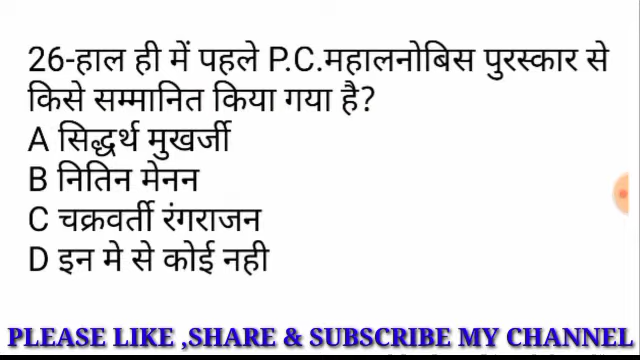 26-हाल ही में पहले P.C.महालनोबिस पुरस्कार से
किसे सम्मानित किया गया है?
A सिद्धर्थ मुखर्जी
B नितिन मेनन
C चक्रवर्ती रंगराजन
D इन मे से कोई नही
PLEASE LIKE ,SHARE & SUBSCRIBE MY CHANNEL